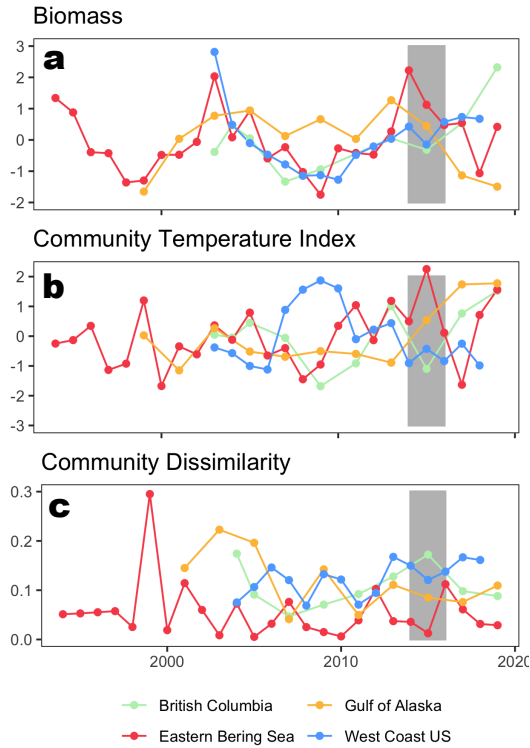 Biomass
a
3
2
1
0
-1
-2
Community Temperature Index
b
2
1
0
-1
-2
-3
Community Dissimilarity
c
0.3
0.2
0.1
0.0
2000 2010 2020
British Columbia Gulf of Alaska
Eastern Bering Sea West Coast US